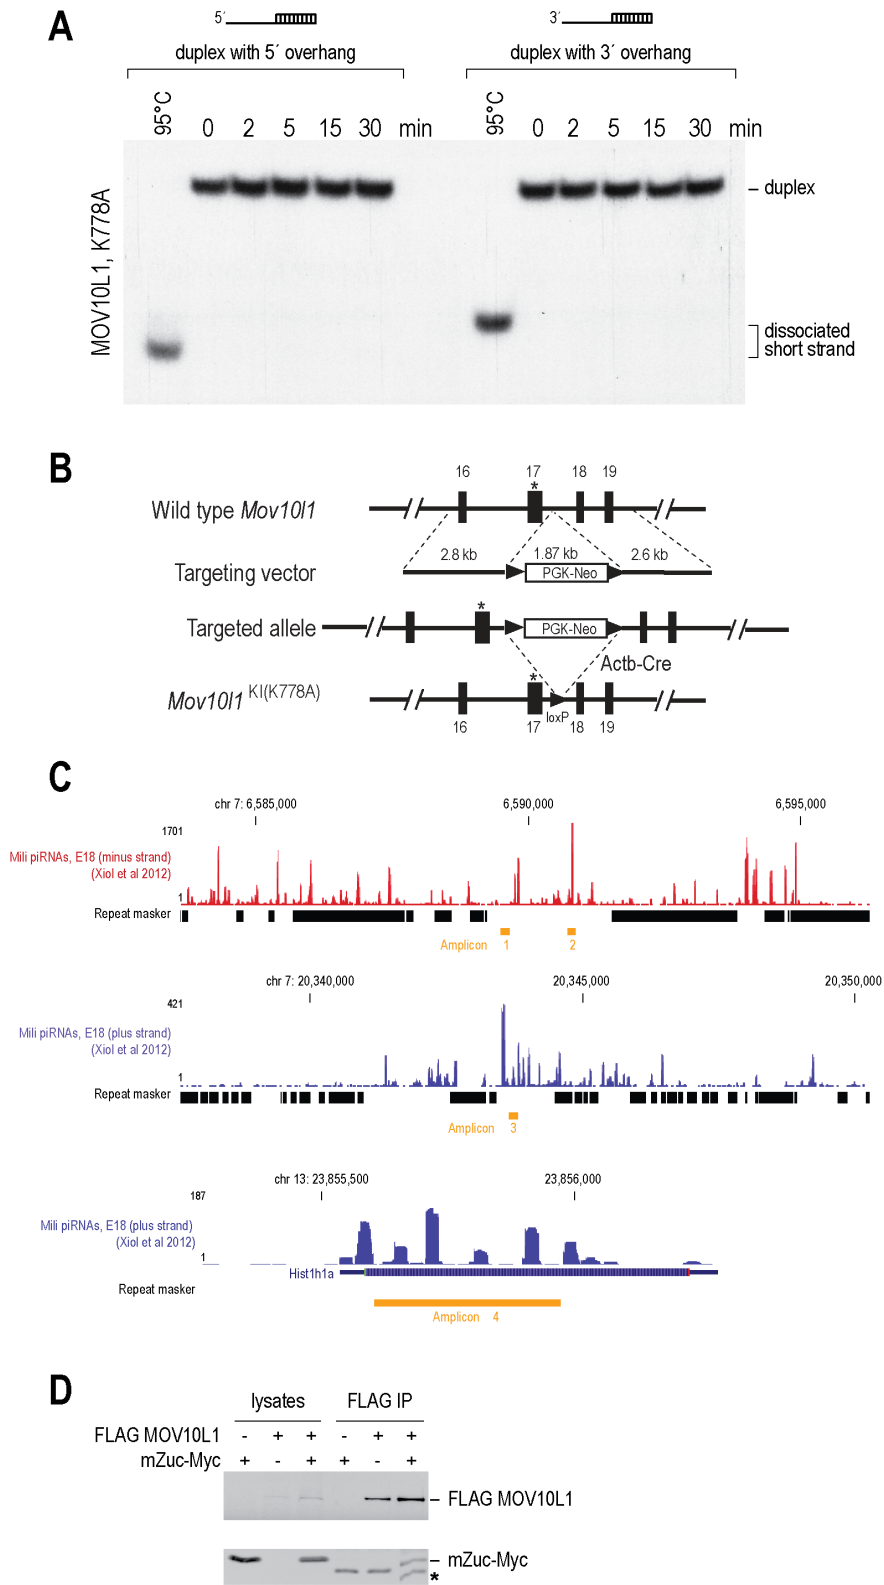 A
5´
3´
duplex with 5´ overhang
duplex with 3´ overhang
95°C 0 2 5 15 30 min
95°C 0 2 5 15 30 min
MOV10L1, K778A
duplex
dissociated
short strand
B
16 17 18 19
*
Wild type Mov10l1
2.8 kb 1.87 kb 2.6 kb
Targeting vector
PGK-Neo
*
Targeted allele
PGK-Neo
Actb-Cre
*
Mov10l1 KI(K778A)
loxP
16 17 18 19
C
chr 7: 6,585,000 6,590,000 6,595,000
1701
Mili piRNAs, E18 (minus strand)
(Xiol et al 2012)
1
Repeat masker
Amplicon 1 2
chr 7: 20,340,000 20,345,000 20,350,000
421
Mili piRNAs, E18 (plus strand)
(Xiol et al 2012)
1
Repeat masker
Amplicon 3
chr 13: 23,855,500 23,856,000
187
Mili piRNAs, E18 (plus strand)
(Xiol et al 2012)
1
Hist1h1a
Repeat masker
Amplicon 4
D
lysates FLAG IP
FLAG MOV10L1 - + + - + +
mZuc-Myc + - + + - +
FLAG MOV10L1
mZuc-Myc
*